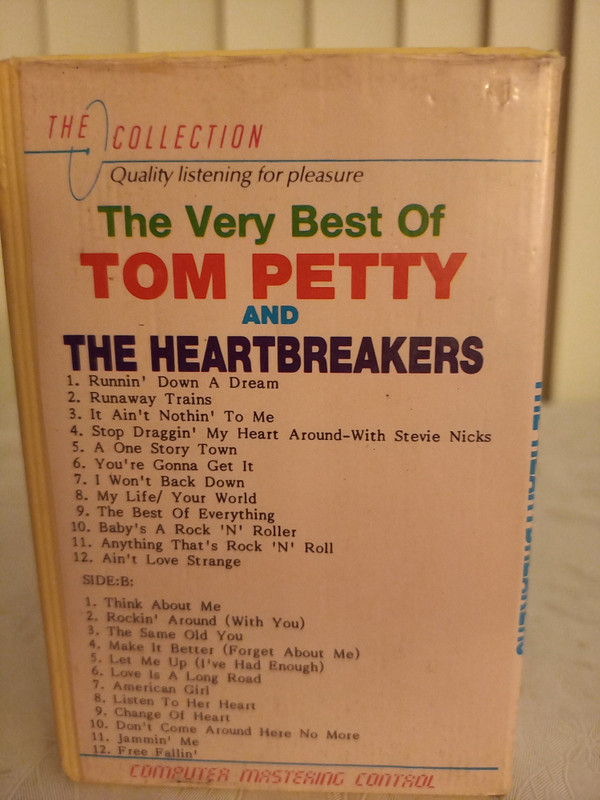 THE COLLECTION
Quality listening for pleasure
The Very Best Of
TOM PETTY
AND
THE HEARTBREAKERS
1. Runnin' Down A Dream
2. Runaway Trains
3. It Ain't Nothin' To Me
4. Stop Draggin' My Heart Around-With Stevie Nicks
5. A One Story Town
6. You're Gonna Get It
7. I Won't Back Down
8. My Life/ Your World
9. The Best Of Everything
10. Baby's A Rock 'N' Roller
11. Anything That's Rock 'N' Roll
12. Ain't Love Strange
SIDE:B:
1. Think About Me
2. Rockin' Around (With You)
3. The Same Old You
4. Make It Better (Forget About Me)
5. Let Me Up (I've Had Enough)
6. Love Is A Long Road
7. American Girl
8. Listen To Her Heart
9. Change Of Heart
10. Don't Come Around Here No More
11. Jammin' Me
12. Free Fallin'
COMPUTER MASTERING CONTROL